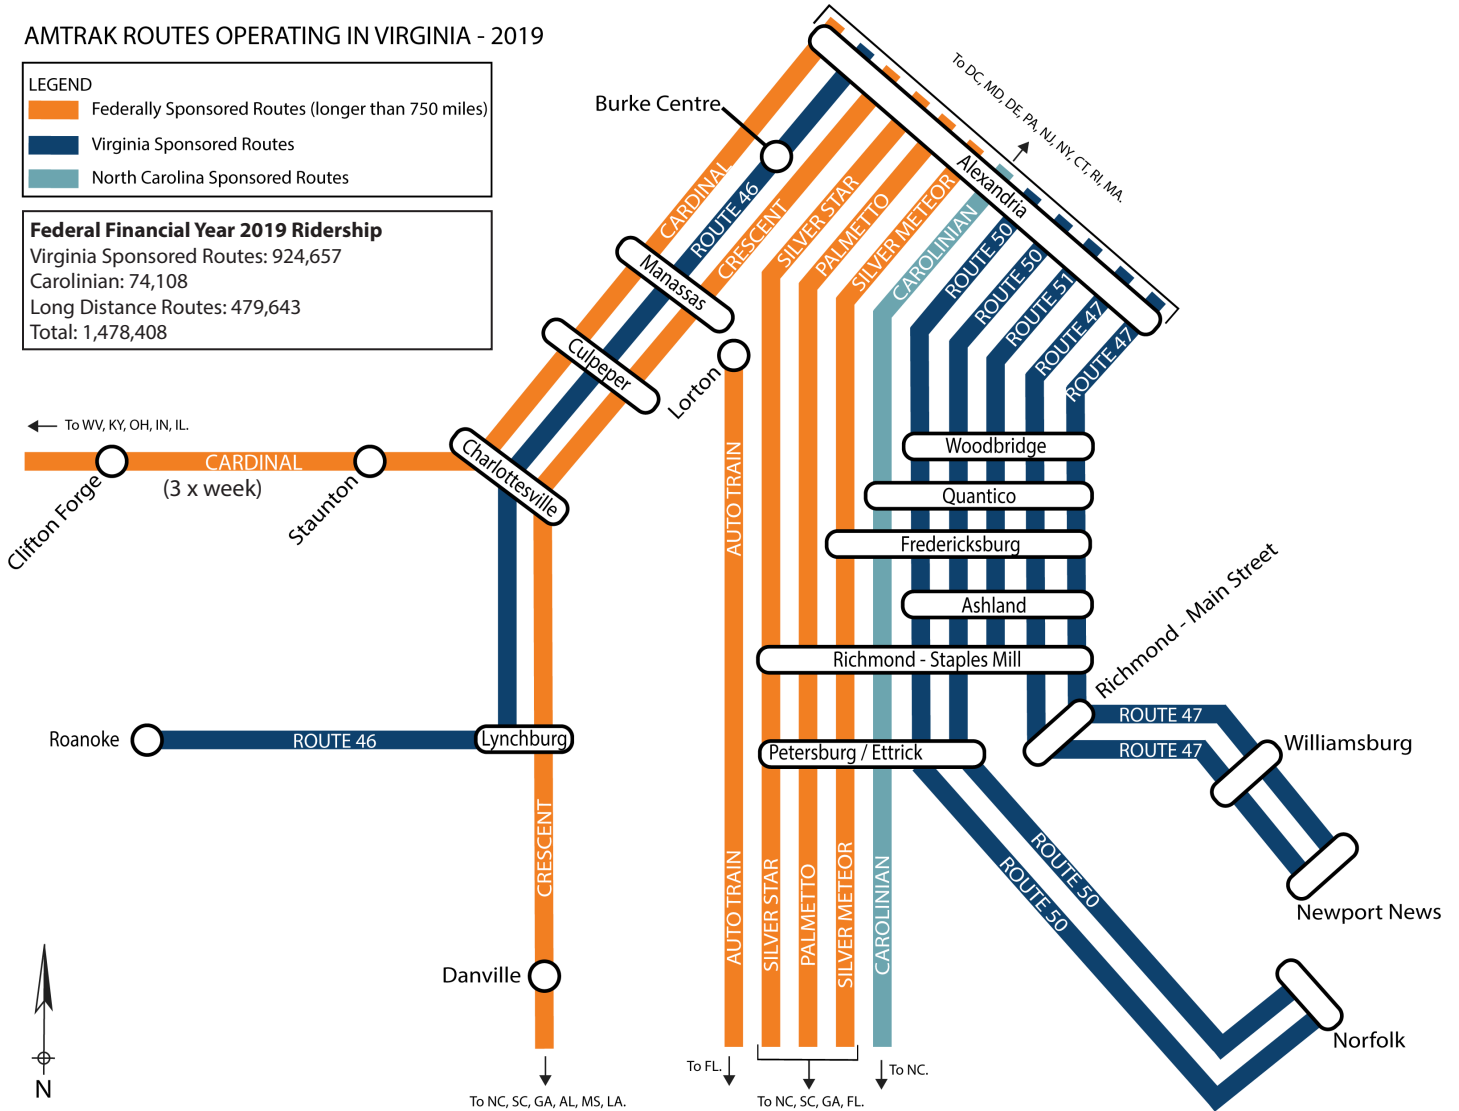 AMTRAK ROUTES OPERATING IN VIRGINIA - 2019
LEGEND
Federally Sponsored Routes (longer than 750 miles)
Virginia Sponsored Routes
North Carolina Sponsored Routes
Federal Financial Year 2019 Ridership
Virginia Sponsored Routes: 924,657
Carolinian: 74,108
Long Distance Routes: 479,643
Total: 1,478,408
To DC, MD, DE, PA, NJ, NY, CT, RI, MA.
Burke Centre
Alexandria
CARDINAL
ROUTE 46
CRESCENT
SILVER STAR
PALMETTO
SILVER METEOR
CAROLINIAN
ROUTE 50
ROUTE 50
ROUTE 51
ROUTE 47
ROUTE 47
Manassas
Culpeper
Lorton
Charlottesville
To WV, KY, OH, IN, IL.
CARDINAL
(3 x week)
Clifton Forge
Staunton
AUTO TRAIN
Woodbridge
Quantico
Fredericksburg
Ashland
Richmond - Staples Mill
Richmond - Main Street
Roanoke
ROUTE 46
Lynchburg
Petersburg / Ettrick
ROUTE 47
ROUTE 47
Williamsburg
Newport News
CRESCENT
AUTO TRAIN
SILVER STAR
PALMETTO
SILVER METEOR
CAROLINIAN
ROUTE 50
ROUTE 50
Danville
Norfolk
N
To NC, SC, GA, AL, MS, LA.
To FL.
To NC, SC, GA, FL.
To NC.